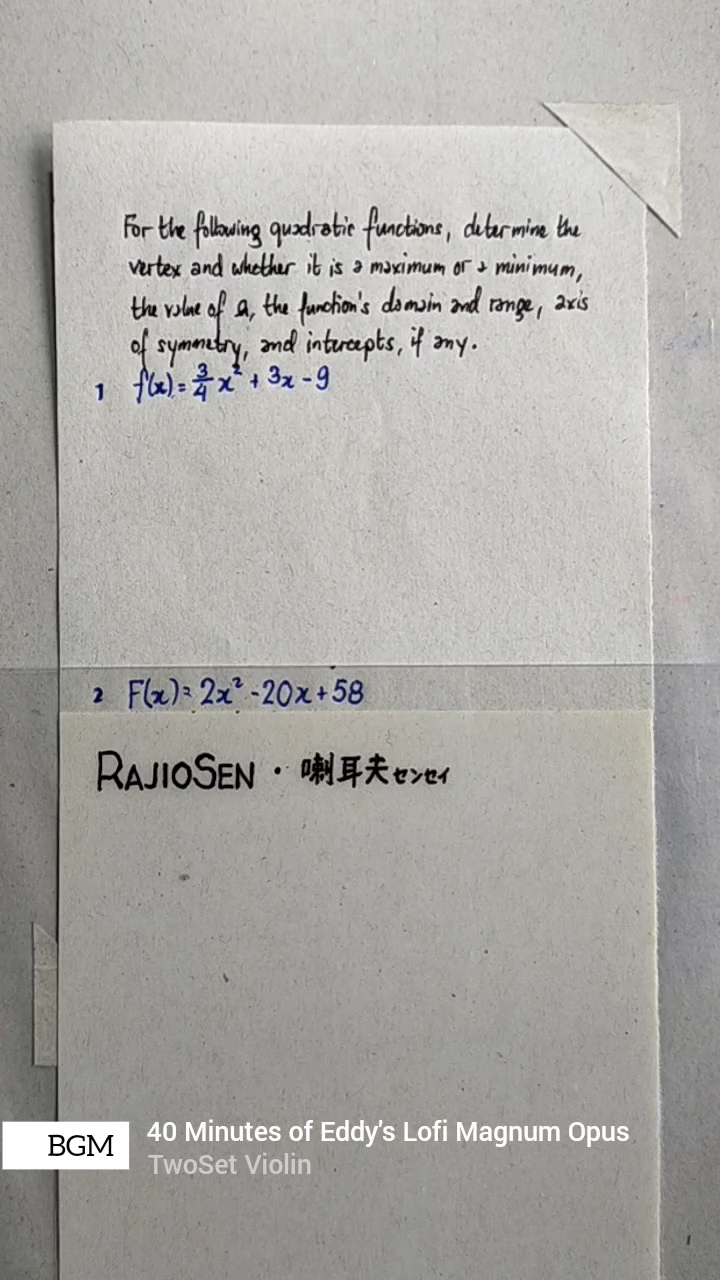 For the following quadratic functions, determine the
vertex and whether it is a maximum or a minimum,
the value of a, the function's domain and range, axis
of symmetry, and intercepts, if any.
1 f(x) = 3/4 x² + 3x - 9
2 F(x) = 2x² - 20x + 58
RAJIOSEN · 喇耳夫センセイ
BGM 40 Minutes of Eddy's Lofi Magnum Opus
TwoSet Violin